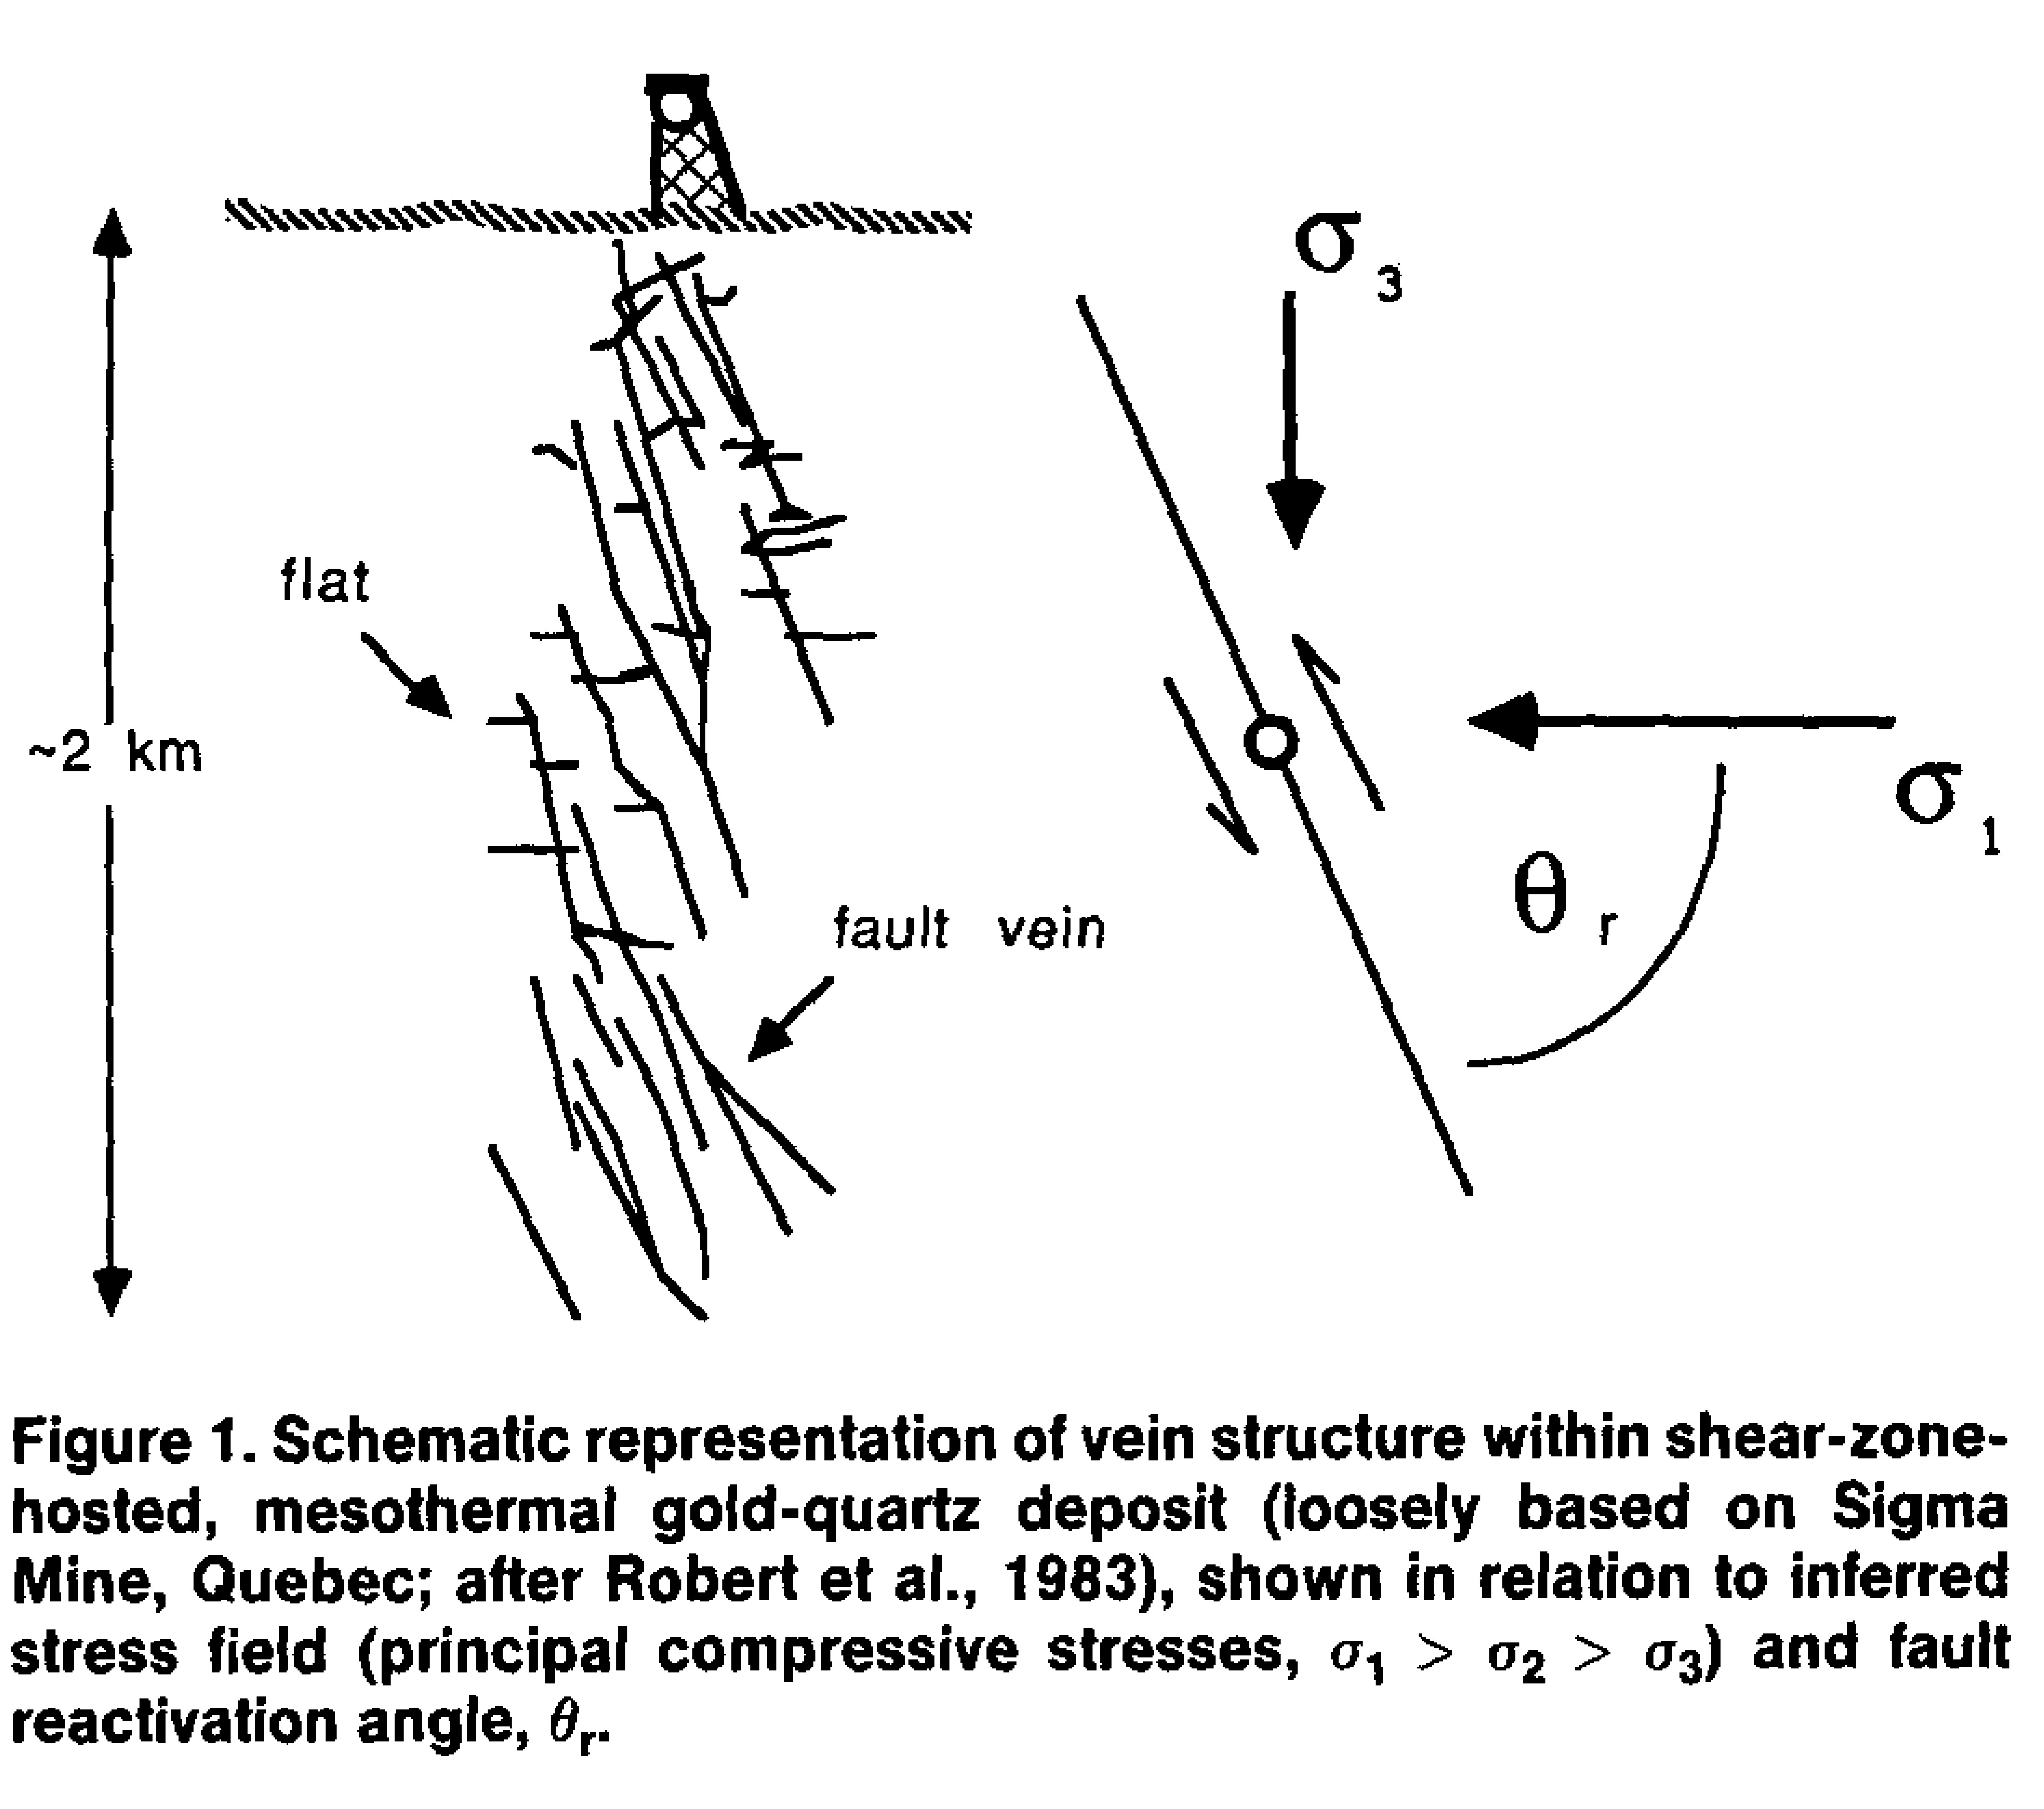 σ3
flat
~2 km
σ1
θr
fault vein
Figure 1. Schematic representation of vein structure within shear-zone-
hosted, mesothermal gold-quartz deposit (loosely based on Sigma
Mine, Quebec; after Robert et al., 1983), shown in relation to inferred
stress field (principal compressive stresses, σ1 > σ2 > σ3) and fault
reactivation angle, θr.